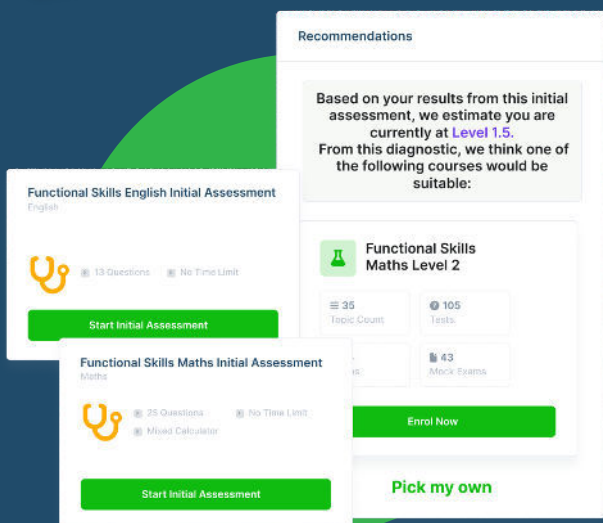 Recommendations
Based on your results from this initial
assessment, we estimate you are
currently at Level 1.5.
From this diagnostic, we think one of
the following courses would be
suitable:
Functional Skills
Maths Level 2
35
Topic Count
105
Tests
43
Mock Exams
Enrol Now
Pick my own
Functional Skills English Initial Assessment
English
13 Questions
No Time Limit
Start Initial Assessment
Functional Skills Maths Initial Assessment
Maths
25 Questions
No Time Limit
Mixed Calculator
Start Initial Assessment